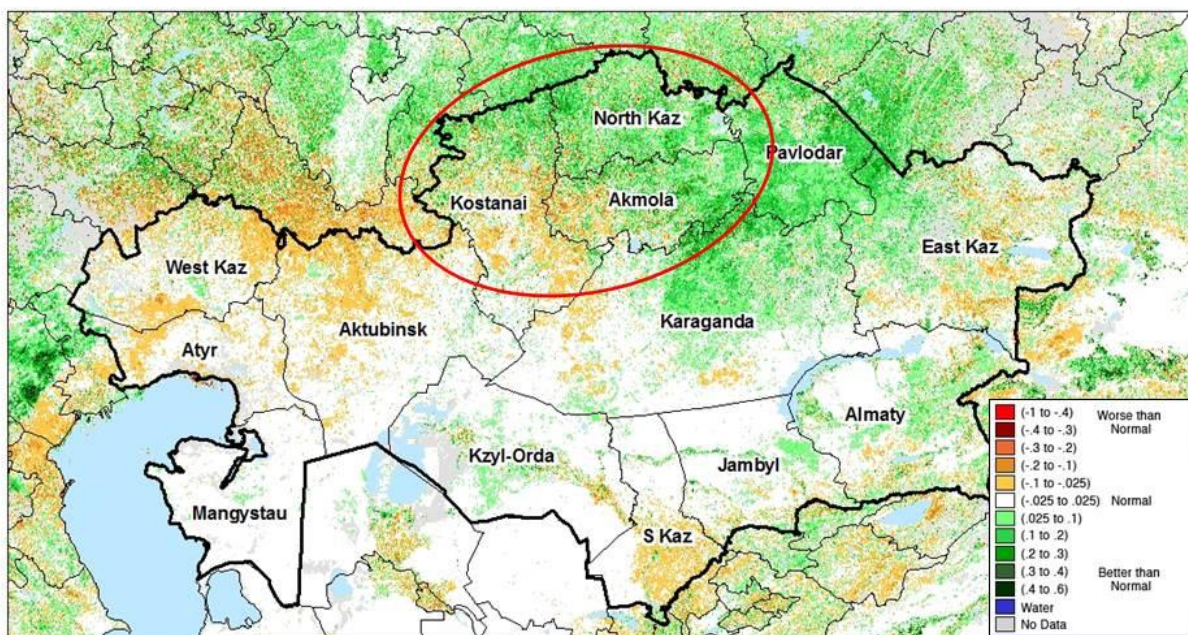 North Kaz
Pavlodar
Kostanai
Akmola
East Kaz
West Kaz
Aktubinsk
Karaganda
Atyr
Almaty
Kzyl-Orda
Jambyl
Mangystau
S Kaz
(-1 to -.4) Worse than
(-.4 to -.3) Normal
(-.3 to -.2)
(-.2 to -.1)
(-.1 to -.025)
(-.025 to .025) Normal
(.025 to .1)
(.1 to .2)
(.2 to .3)
(.3 to .4) Better than
(.4 to .6) Normal
Water
No Data